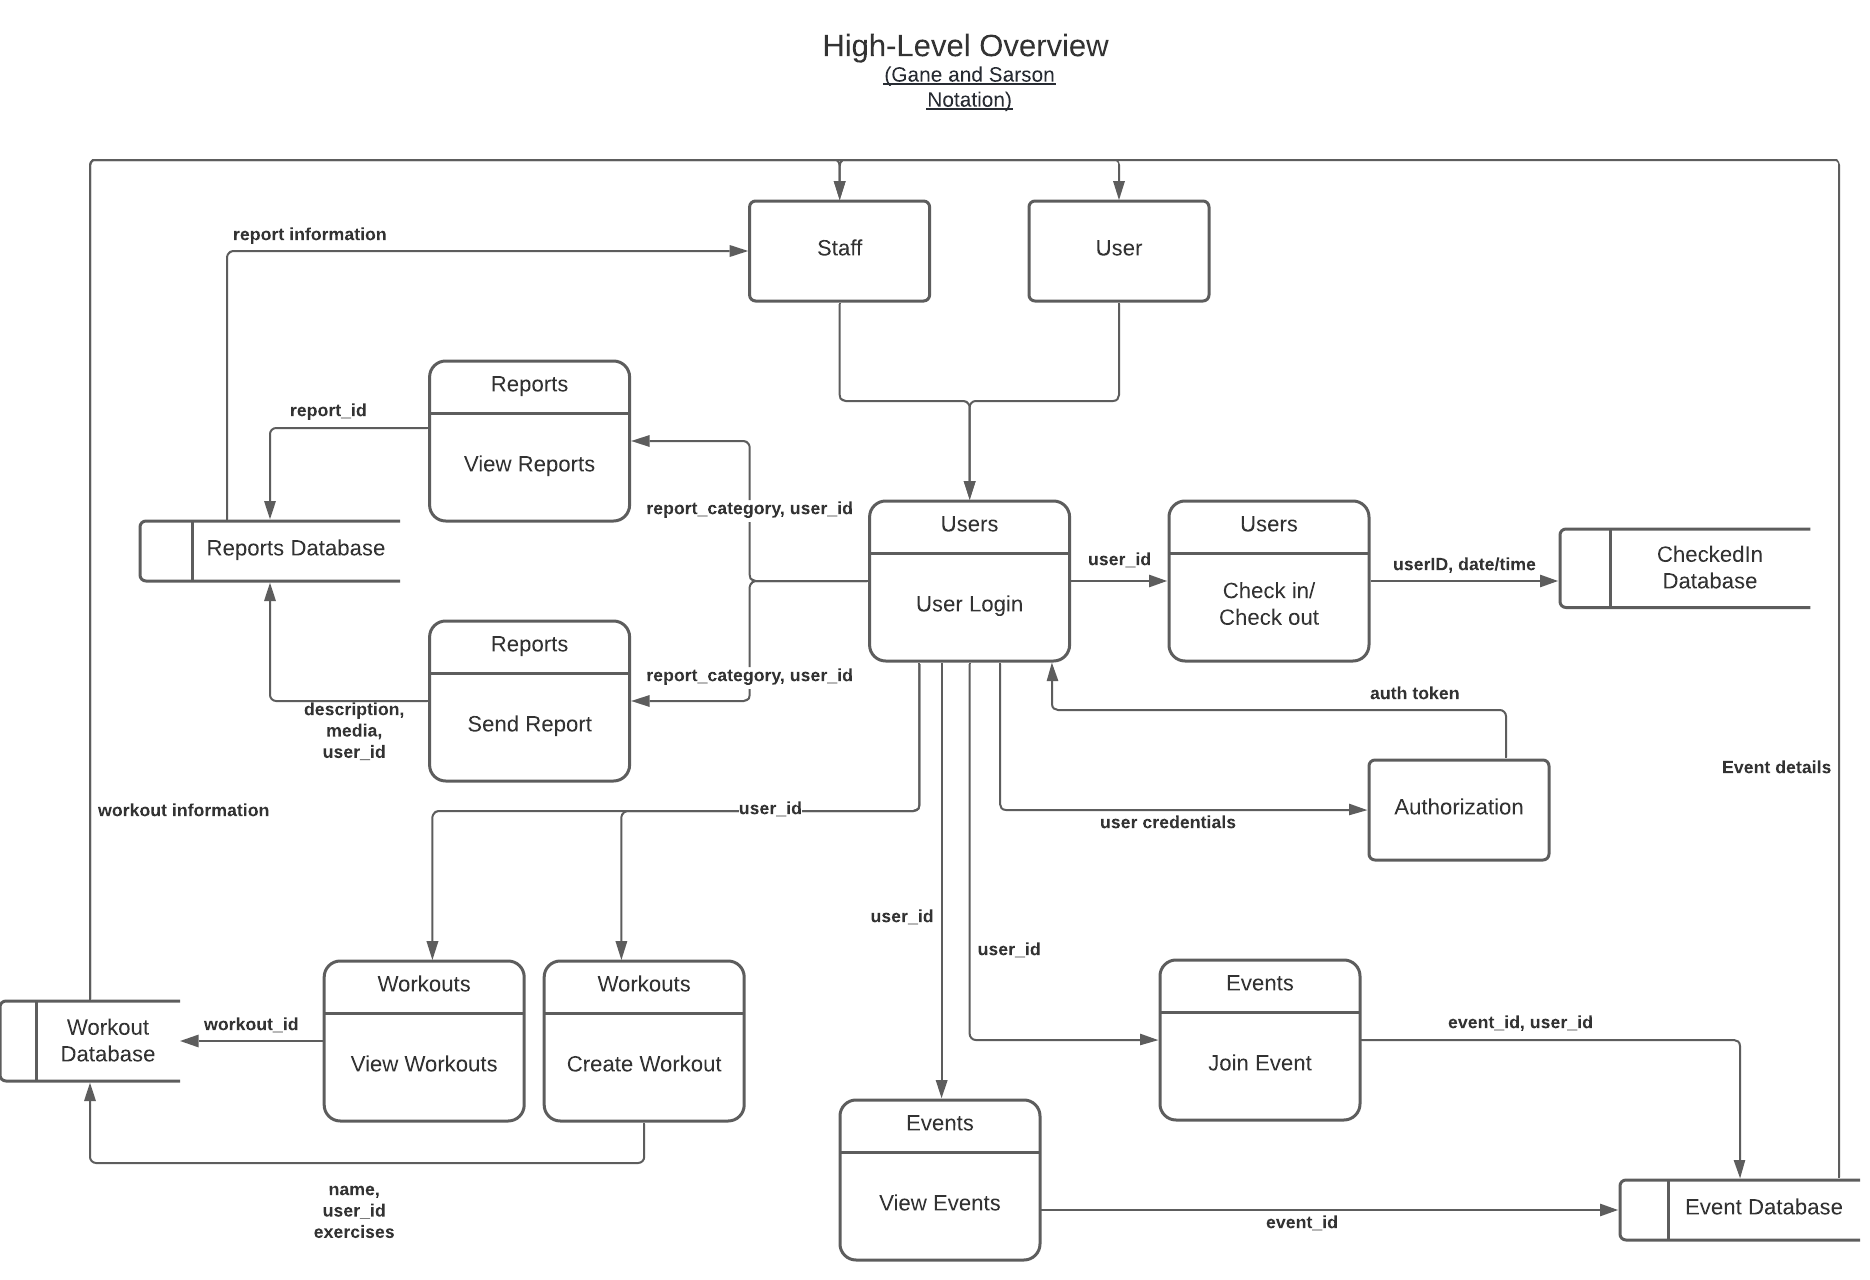 High-Level Overview
(Gane and Sarson
Notation)
Staff
User
report information
Reports
View Reports
report_id
report_category, user_id
Reports Database
Users
User Login
user_id
Users
Check in/
Check out
userID, date/time
CheckedIn
Database
Reports
Send Report
report_category, user_id
description,
media,
user_id
auth token
Authorization
user credentials
Event details
workout information
user_id
user_id
user_id
Workouts
View Workouts
Workouts
Create Workout
workout_id
Workout
Database
name,
user_id
exercises
Events
Join Event
event_id, user_id
Events
View Events
event_id
Event Database